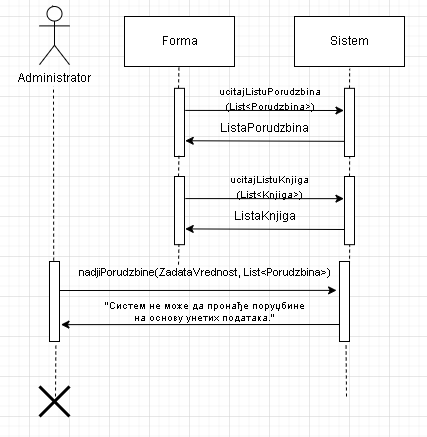 Forma
Sistem
Administrator
ucitajListuPorudzbina
(List<Porudzbina>)
ListaPorudzbina
ucitajListuKnjiga
(List<Knjiga>)
ListaKnjiga
nadjiPorudzbine(ZadataVrednost, List<Porudzbina>)
"Систем не може да пронађе поруџбине
на основу унетих података."